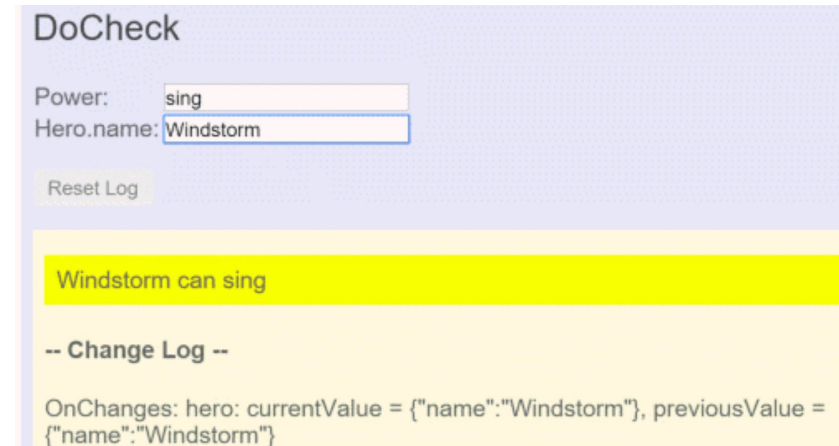 DoCheck
Power: sing
Hero.name: Windstorm
Reset Log
Windstorm can sing
-- Change Log --
OnChanges: hero: currentValue = {"name":"Windstorm"}, previousValue =
{"name":"Windstorm"}